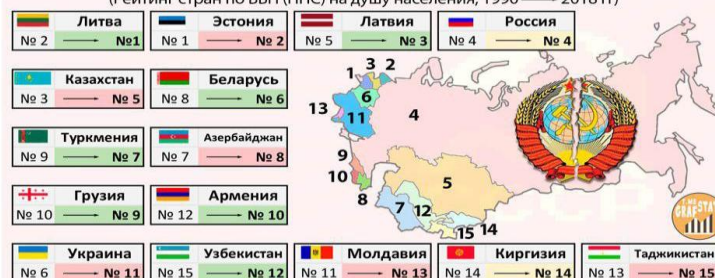 (Рейтинг стран по ВВП (ППС) на душу населения, 1990 → 2018 гг)
Литва Эстония Латвия Россия
№ 2 → №1 № 1 → № 2 № 5 → № 3 № 4 → № 4
Казахстан Беларусь
№ 3 → № 5 № 8 → № 6
Туркмения Азербайджан
№ 9 → № 7 № 7 → № 8
Грузия Армения
№ 10 → № 9 № 12 → № 10
Украина Узбекистан Молдавия Киргизия Таджикистан
№ 6 → № 11 № 15 → № 12 № 11 → № 13 № 14 → № 14 № 13 → № 15
1 3 2
6
13 11 4
9
10
8
5
7 12
15 14
T.ME
GRAFSTAT